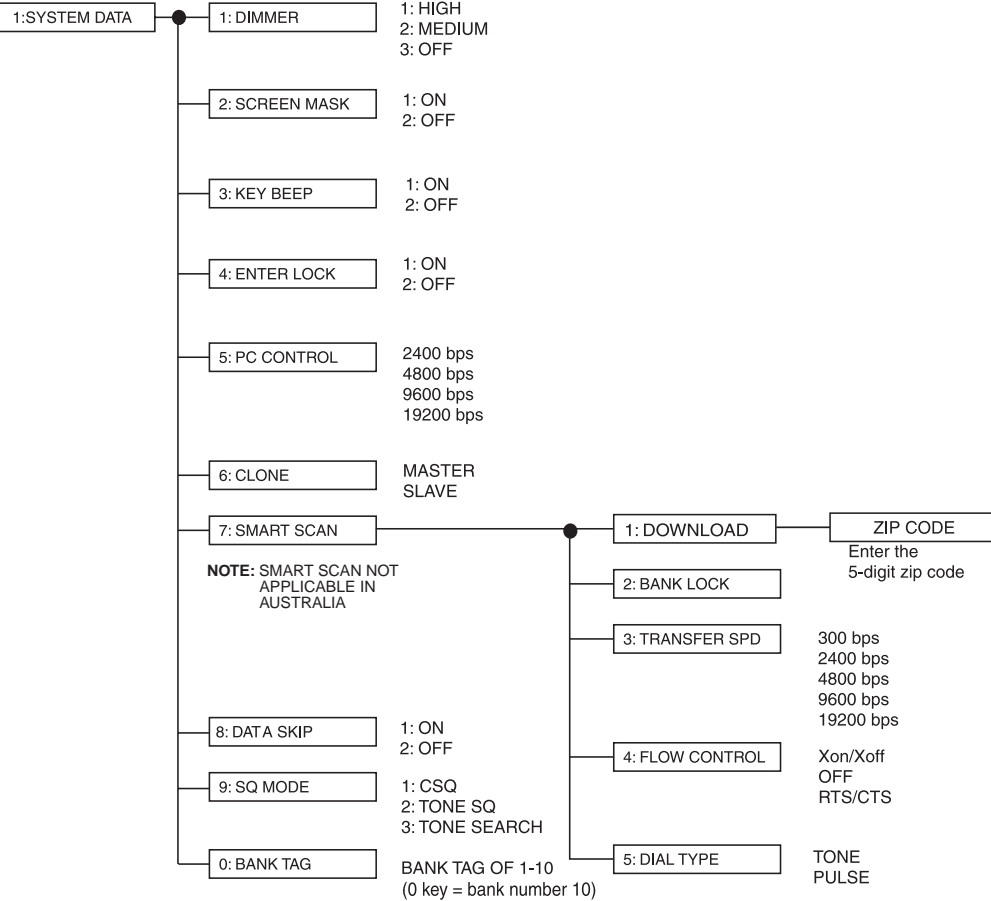 1:SYSTEM DATA
1: DIMMER
1: HIGH
2: MEDIUM
3: OFF
2: SCREEN MASK
1: ON
2: OFF
3: KEY BEEP
1: ON
2: OFF
4: ENTER LOCK
1: ON
2: OFF
5: PC CONTROL
2400 bps
4800 bps
9600 bps
19200 bps
6: CLONE
MASTER
SLAVE
7: SMART SCAN
NOTE: SMART SCAN NOT
APPLICABLE IN
AUSTRALIA
1: DOWNLOAD
ZIP CODE
Enter the
5-digit zip code
2: BANK LOCK
3: TRANSFER SPD
300 bps
2400 bps
4800 bps
9600 bps
19200 bps
4: FLOW CONTROL
Xon/Xoff
OFF
RTS/CTS
5: DIAL TYPE
TONE
PULSE
8: DATA SKIP
1: ON
2: OFF
9: SQ MODE
1: CSQ
2: TONE SQ
3: TONE SEARCH
0: BANK TAG
BANK TAG OF 1-10
(0 key = bank number 10)